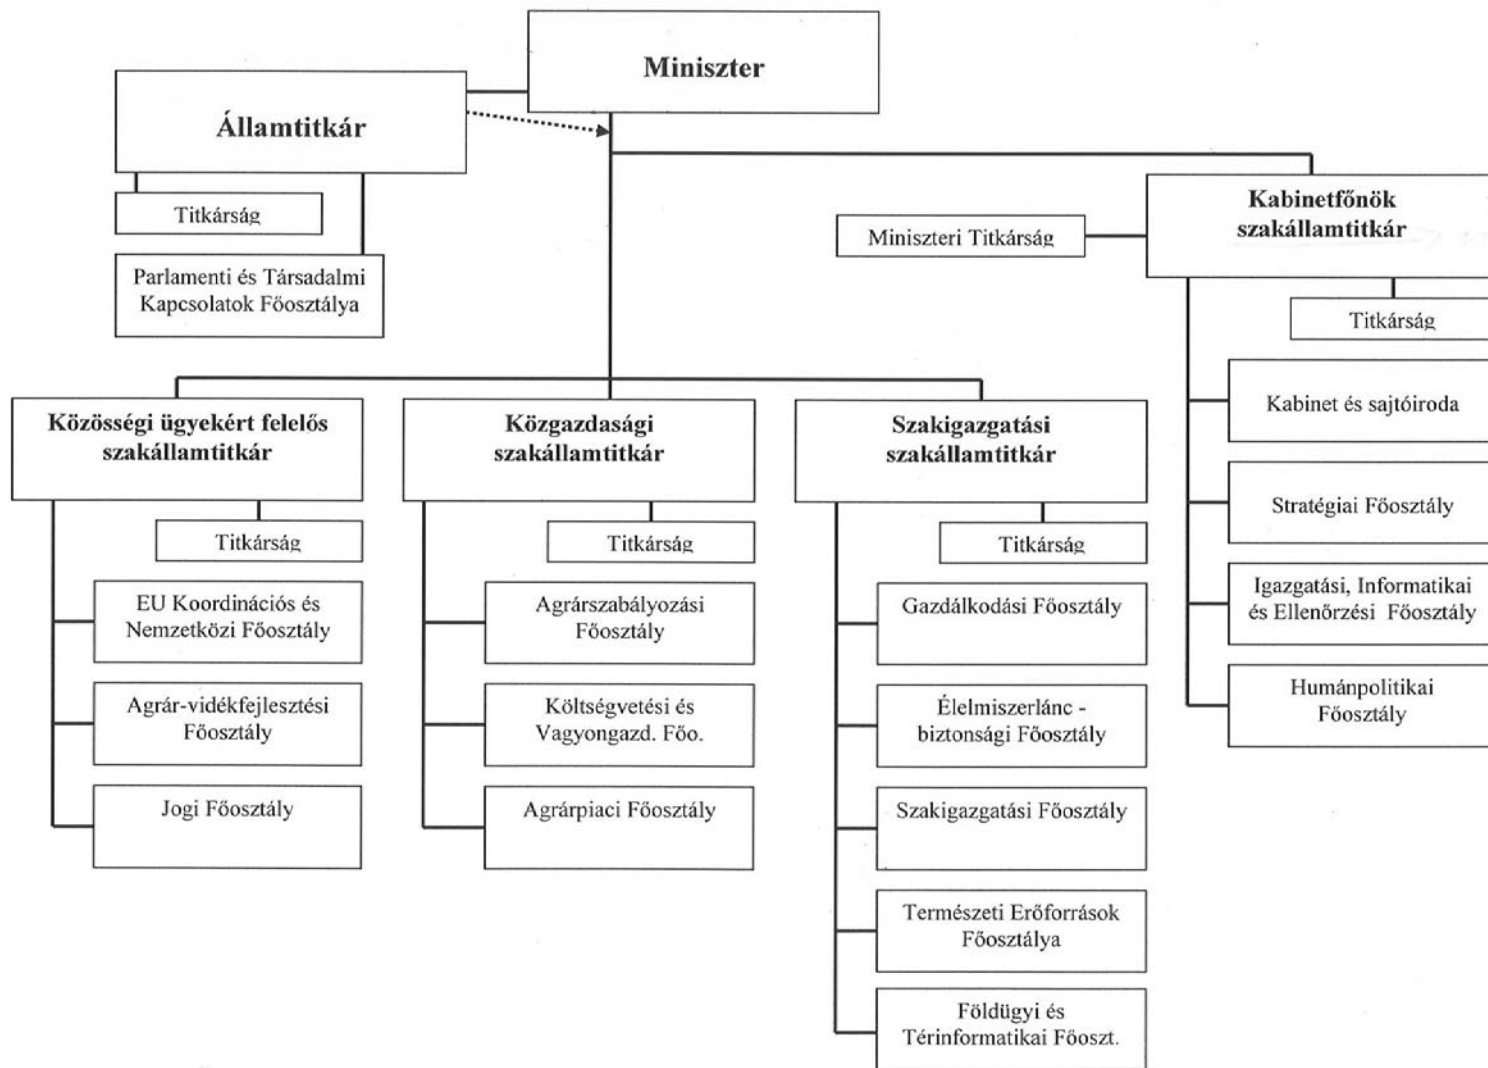 Miniszter
Államtitkár
Titkárság
Parlamenti és Társadalmi
Kapcsolatok Főosztálya
Miniszteri Titkárság
Kabinetfőnök
szakállamtitkár
Titkárság
Kabinet és sajtóiroda
Stratégiai Főosztály
Igazgatási, Informatikai
és Ellenőrzési Főosztály
Humánpolitikai
Főosztály
Közösségi ügyekért felelős
szakállamtitkár
Titkárság
EU Koordinációs és
Nemzetközi Főosztály
Agrár-vidékfejlesztési
Főosztály
Jogi Főosztály
Közgazdasági
szakállamtitkár
Titkárság
Agrárszabályozási
Főosztály
Költségvetési és
Vagyongazd. Főo.
Agrárpiaci Főosztály
Szakigazgatási
szakállamtitkár
Titkárság
Gazdálkodási Főosztály
Élelmiszerlánc -
biztonsági Főosztály
Szakigazgatási Főosztály
Természeti Erőforrások
Főosztálya
Földügyi és
Térinformatikai Főoszt.